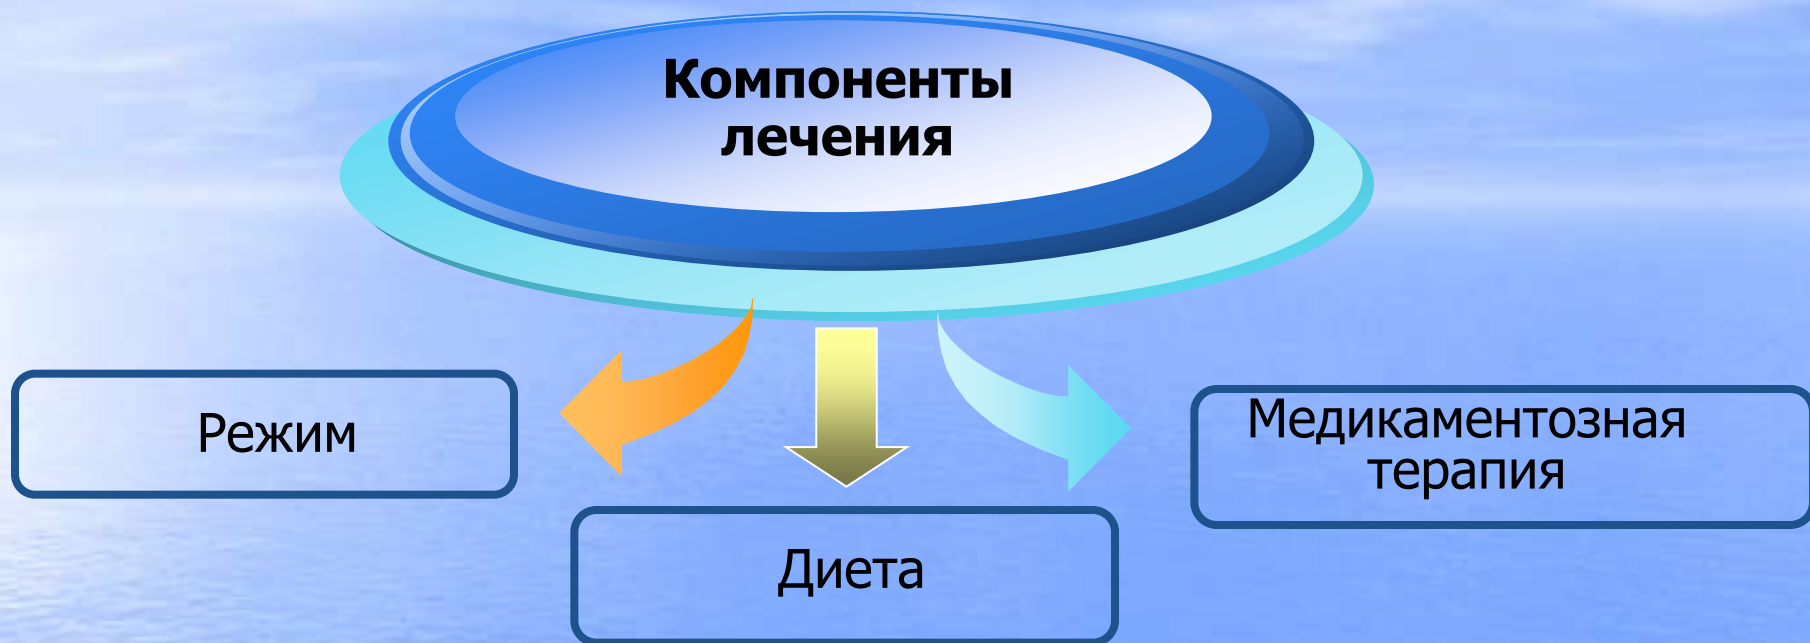 Компоненты
лечения
Режим
Медикаментозная
терапия
Диета